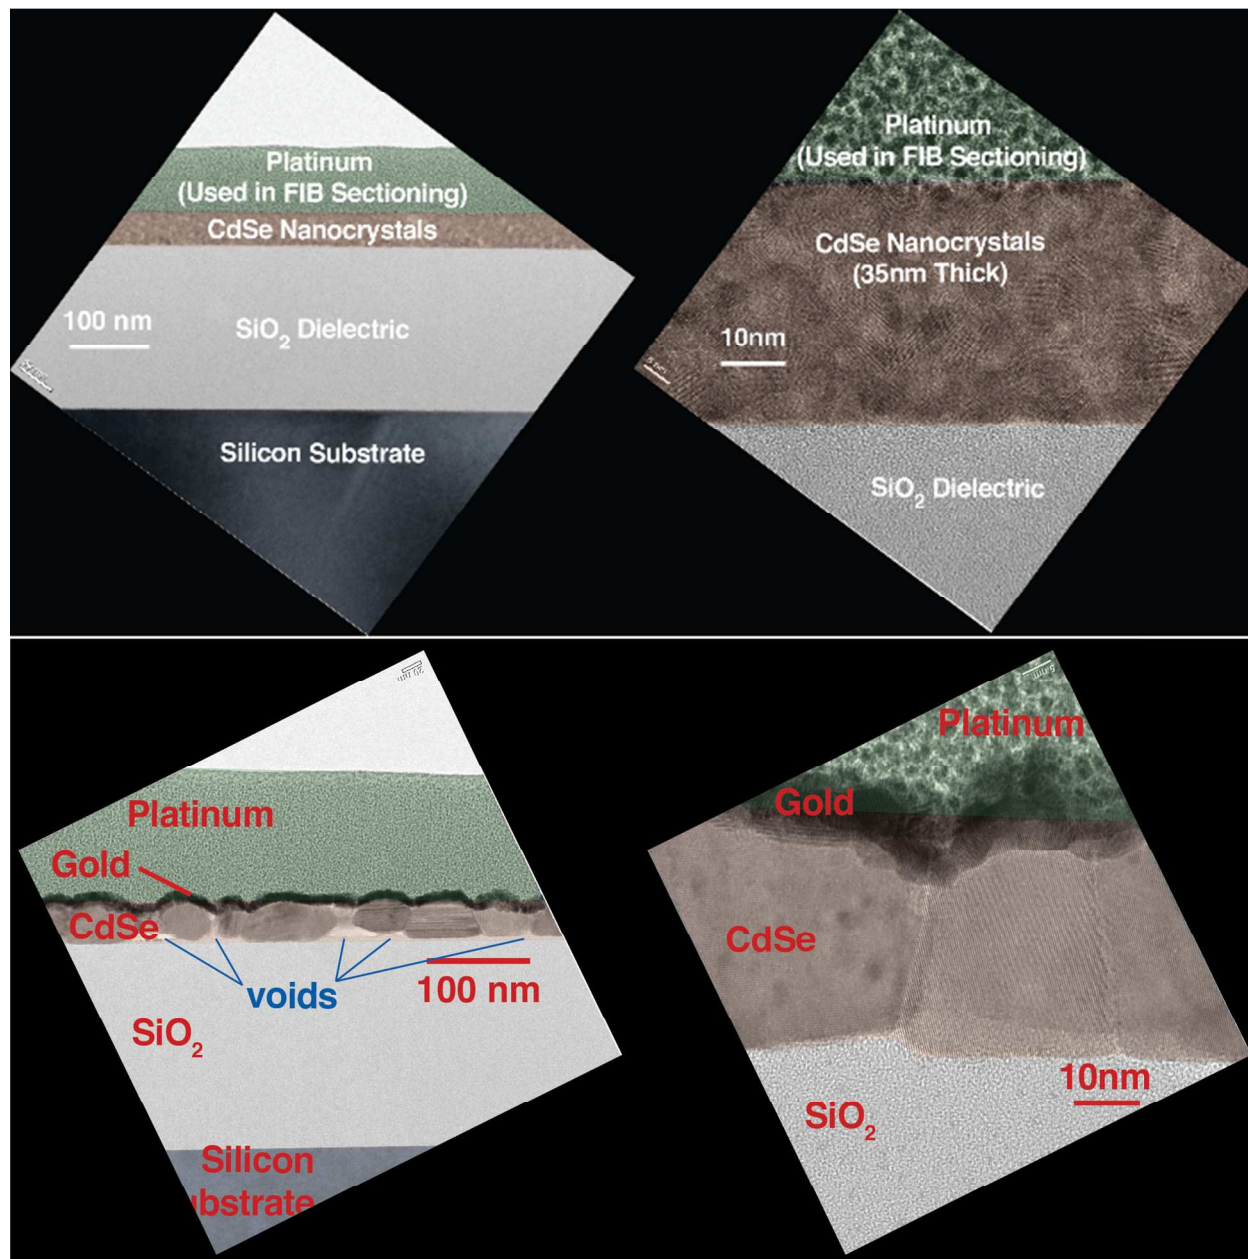 Platinum
(Used in FIB Sectioning)
CdSe Nanocrystals
100 nm
SiO₂ Dielectric
Silicon Substrate
Platinum
(Used in FIB Sectioning)
CdSe Nanocrystals
(35nm Thick)
10nm
SiO₂ Dielectric
Platinum
Gold
CdSe
voids
100 nm
SiO₂
Silicon
ubstrate
Platinum
Gold
CdSe
10nm
SiO₂